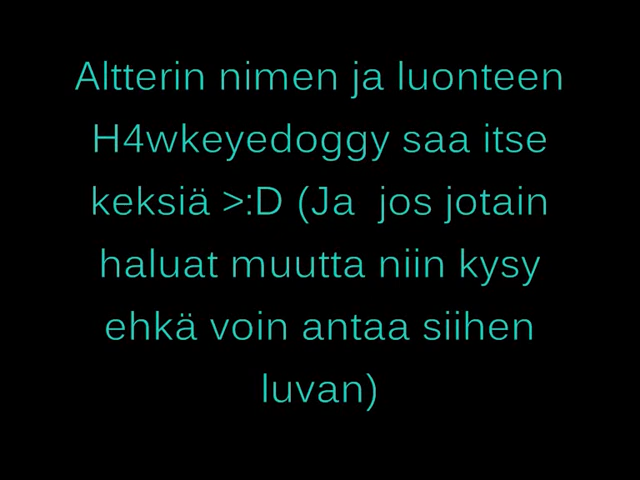 Altterin nimen ja luonteen
H4wkeyedoggy saa itse
keksiä >:D (Ja  jos jotain
haluat muutta niin kysy
ehkä voin antaa siihen
luvan)